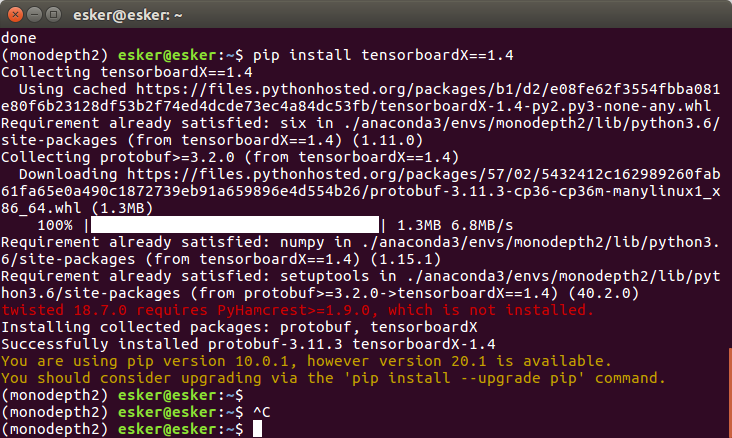 esker@esker: ~
done
(monodepth2) esker@esker:~$ pip install tensorboardX==1.4
Collecting tensorboardX==1.4
  Using cached https://files.pythonhosted.org/packages/b1/d2/e08fe62f3554fbba081
e80f6b23128df53b2f74ed4dcde73ec4a84dc53fb/tensorboardX-1.4-py2.py3-none-any.whl
Requirement already satisfied: six in ./anaconda3/envs/monodepth2/lib/python3.6/
site-packages (from tensorboardX==1.4) (1.11.0)
Collecting protobuf>=3.2.0 (from tensorboardX==1.4)
  Downloading https://files.pythonhosted.org/packages/57/02/5432412c162989260fab
61fa65e0a490c1872739eb91a659896e4d554b26/protobuf-3.11.3-cp36-cp36m-manylinux1_x
86_64.whl (1.3MB)
    100% |                                | 1.3MB 6.8MB/s
Requirement already satisfied: numpy in ./anaconda3/envs/monodepth2/lib/python3.
6/site-packages (from tensorboardX==1.4) (1.15.1)
Requirement already satisfied: setuptools in ./anaconda3/envs/monodepth2/lib/pyt
hon3.6/site-packages (from protobuf>=3.2.0->tensorboardX==1.4) (40.2.0)
twisted 18.7.0 requires PyHamcrest>=1.9.0, which is not installed.
Installing collected packages: protobuf, tensorboardX
Successfully installed protobuf-3.11.3 tensorboardX-1.4
You are using pip version 10.0.1, however version 20.1 is available.
You should consider upgrading via the 'pip install --upgrade pip' command.
(monodepth2) esker@esker:~$
(monodepth2) esker@esker:~$ ^C
(monodepth2) esker@esker:~$